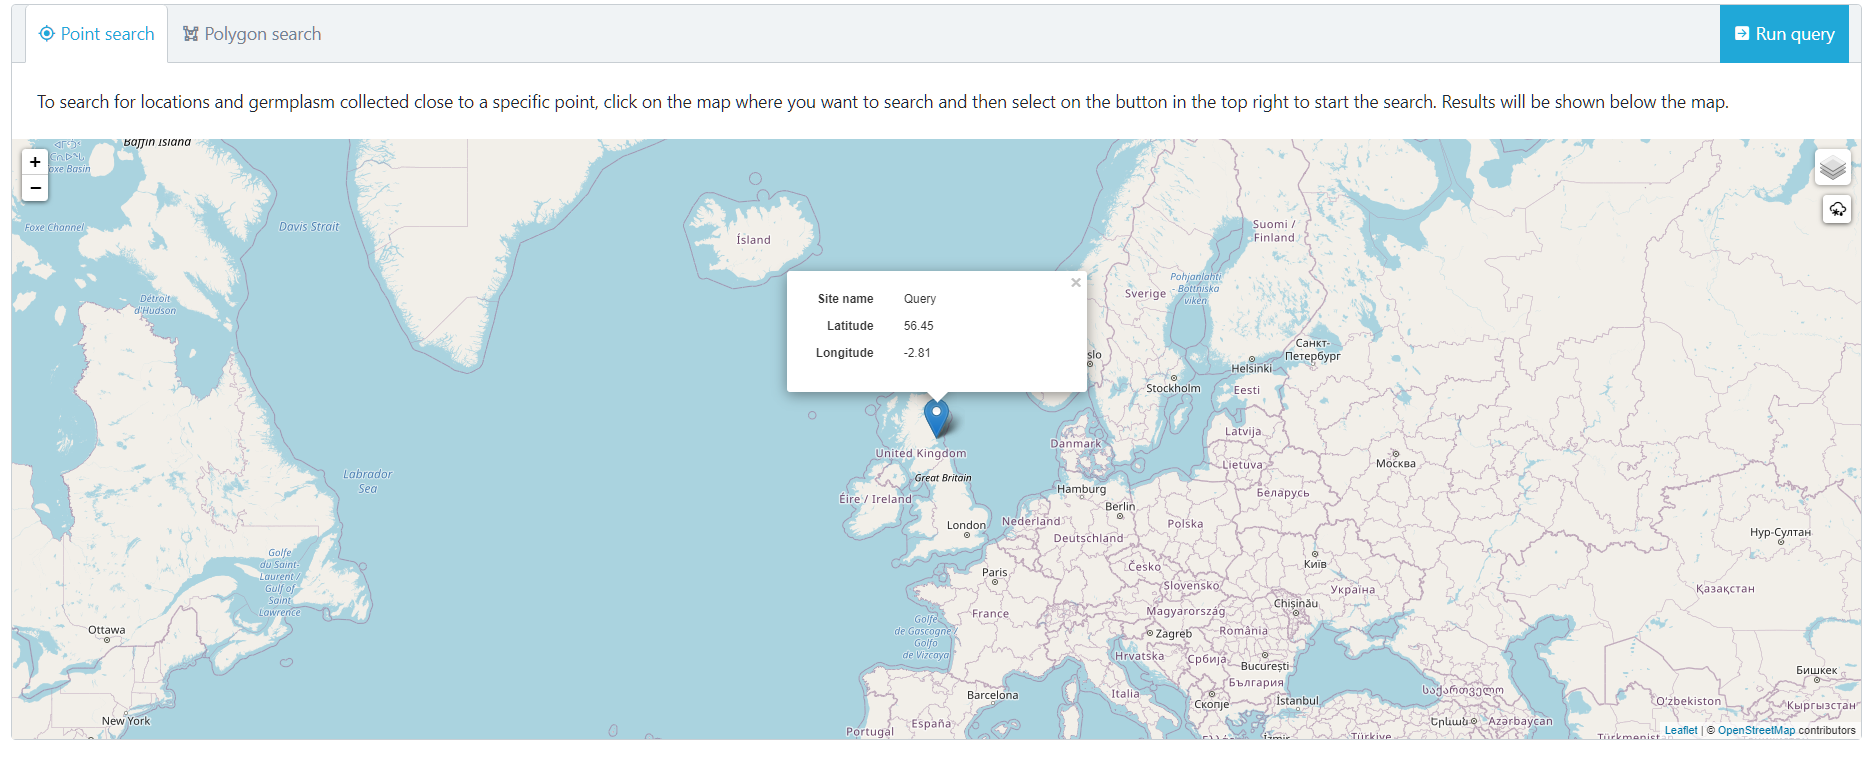 Point search
Polygon search
Run query
To search for locations and germplasm collected close to a specific point, click on the map where you want to search and then select on the button in the top right to start the search. Results will be shown below the map.
Baffin Island
+
−
Foxe Channel
Davis Strait
Ísland
Suomi /
Finland
×
Site name Query
Latitude 56.45
Longitude -2.81
Sverige
Pohjanlahti
- Bottniska
viken
Détroit
d'Hudson
slo
Санкт-
Петербург
Helsinki
Stockholm
Eesti
Latvija
Danmark
United Kingdom
Lietuva
Москва
Labrador
Sea
Great Britain
Éire / Ireland
Hamburg
Беларусь
Berlin
London
Nederland
Polska
Deutschland
Нур-Султан
Golfe
du Saint-
Laurent /
Gulf of
Saint
Lawrence
Paris
Česko
Київ
Slovensko
Україна
Қазақстан
France
Magyarország
Chișinău
Ottawa
Golfe
de Gascogne /
Golfo
de Vizcaya
Zagreb
România
Hrvatska
Србија
București
България
Бишкек
Barcelona
Italia
Скопје
İstanbul
საქართველო
O'zbekiston
Кыргызстан
New York
España
Երևան
Azərbaycan
Portugal
İzmir
Türkiye
Türkmenist
Leaflet | © OpenStreetMap contributors